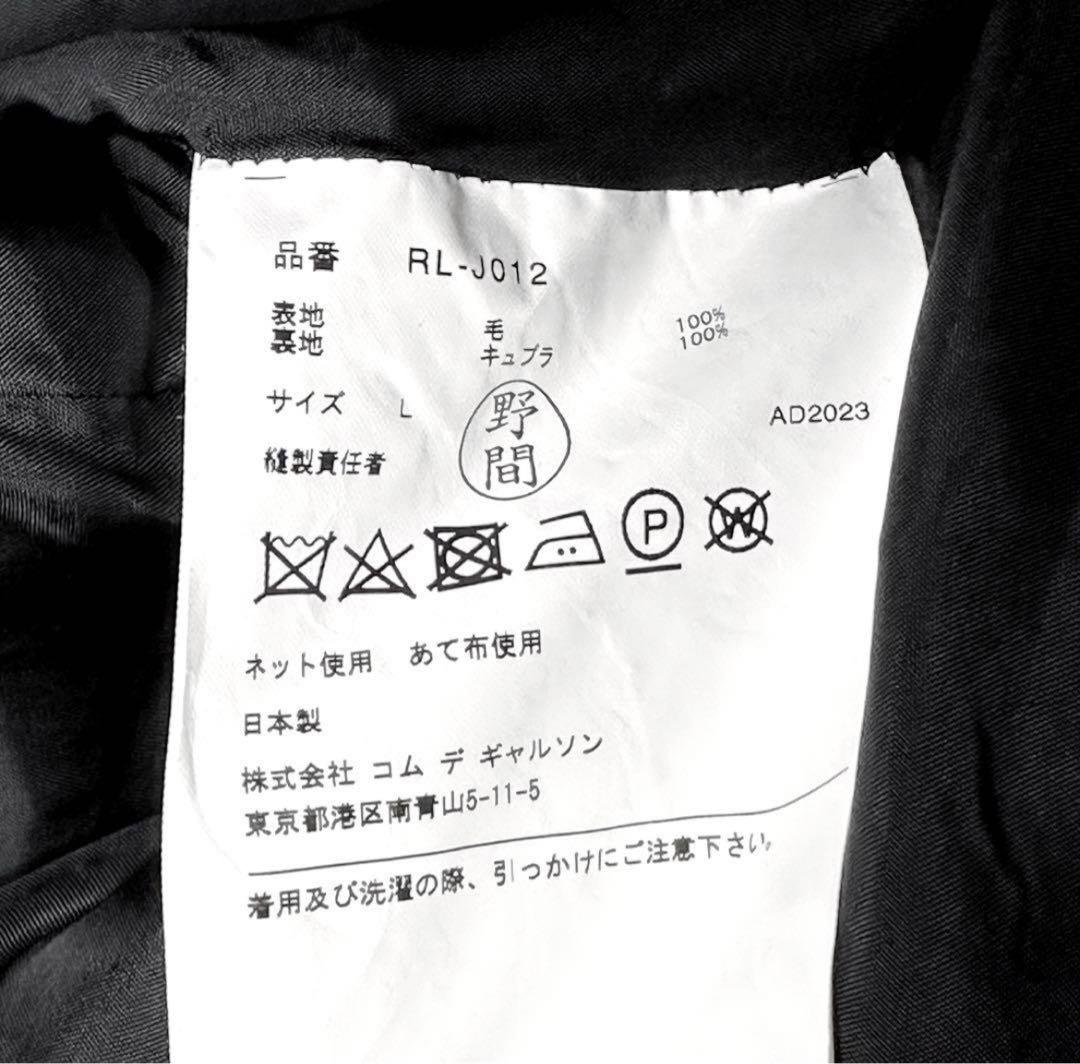 品番 RL-J012
表地 毛 100%
裏地 キュプラ 100%
サイズ L AD2023
縫製責任者 野間
P W
ネット使用 あて布使用
日本製
株式会社 コム デ ギャルソン
東京都港区南青山5-11-5
着用及び洗濯の際、引っかけにご注意下さい。